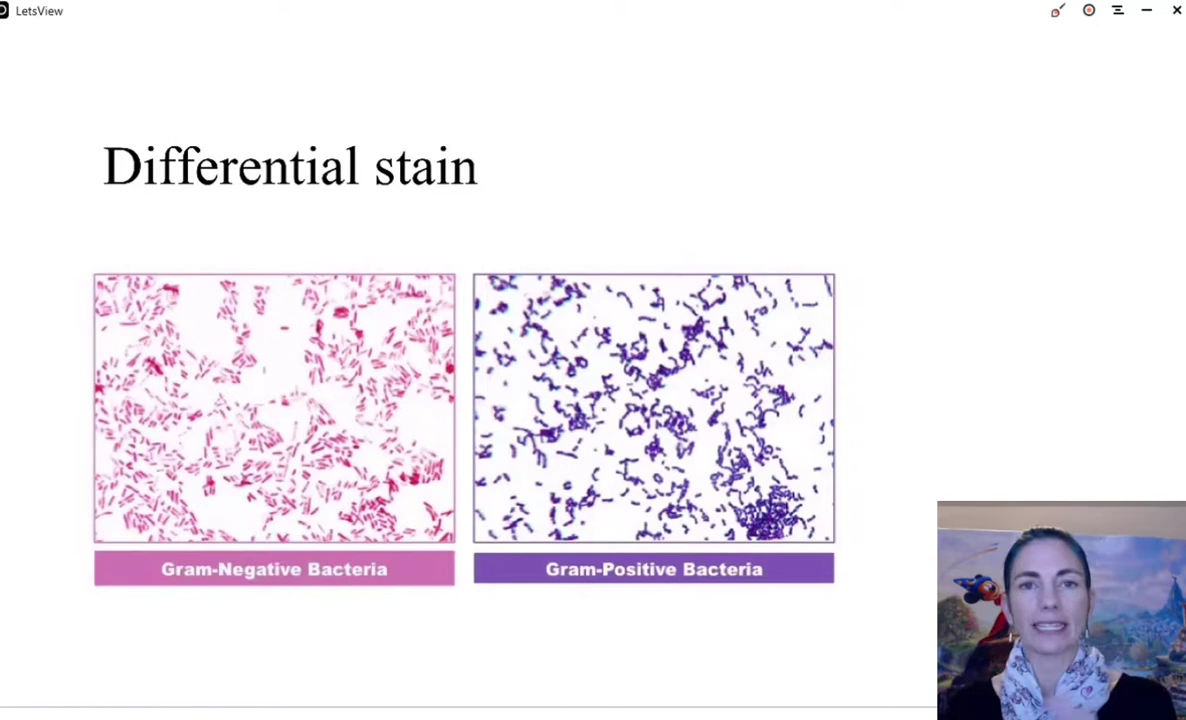 LetsView
Differential stain
Gram-Negative Bacteria
Gram-Positive Bacteria